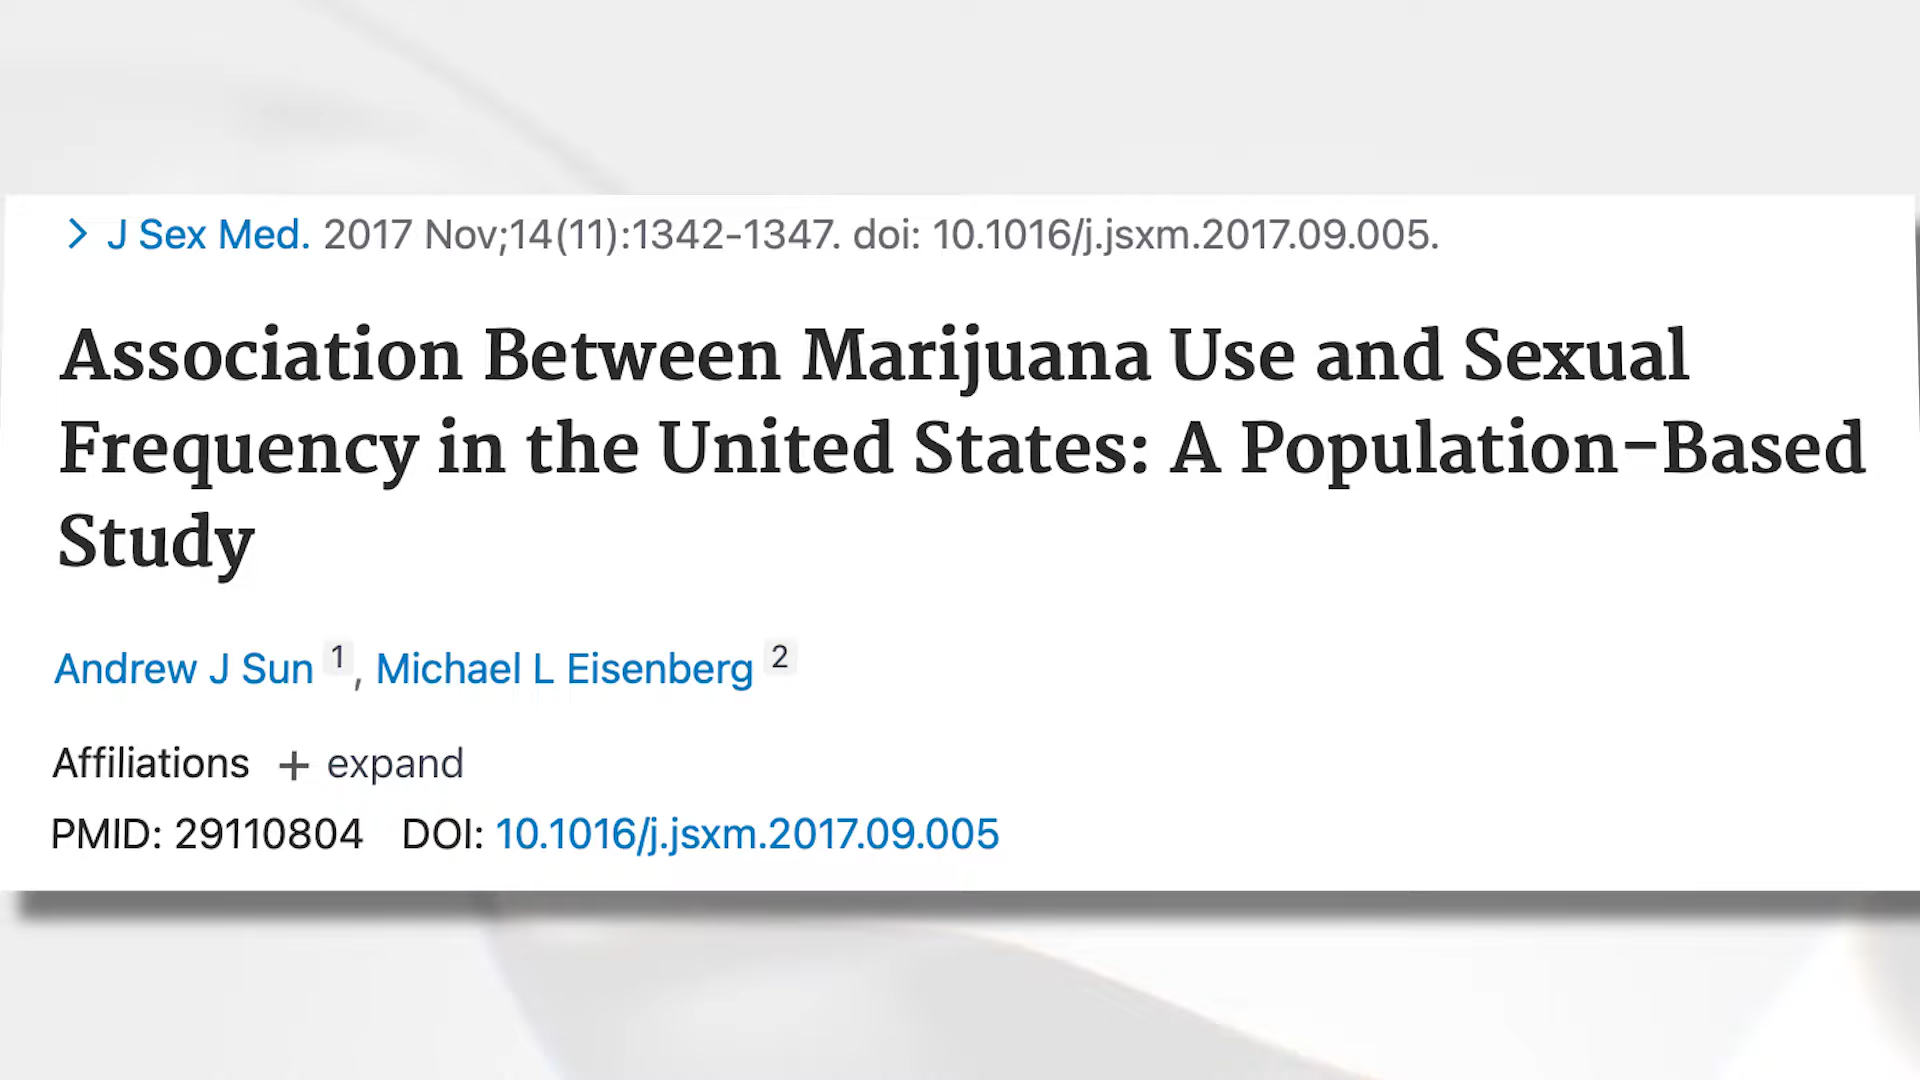 > J Sex Med. 2017 Nov;14(11):1342-1347. doi: 10.1016/j.jsxm.2017.09.005.
Association Between Marijuana Use and Sexual
Frequency in the United States: A Population-Based
Study
Andrew J Sun 1, Michael L Eisenberg 2
Affiliations + expand
PMID: 29110804 DOI: 10.1016/j.jsxm.2017.09.005